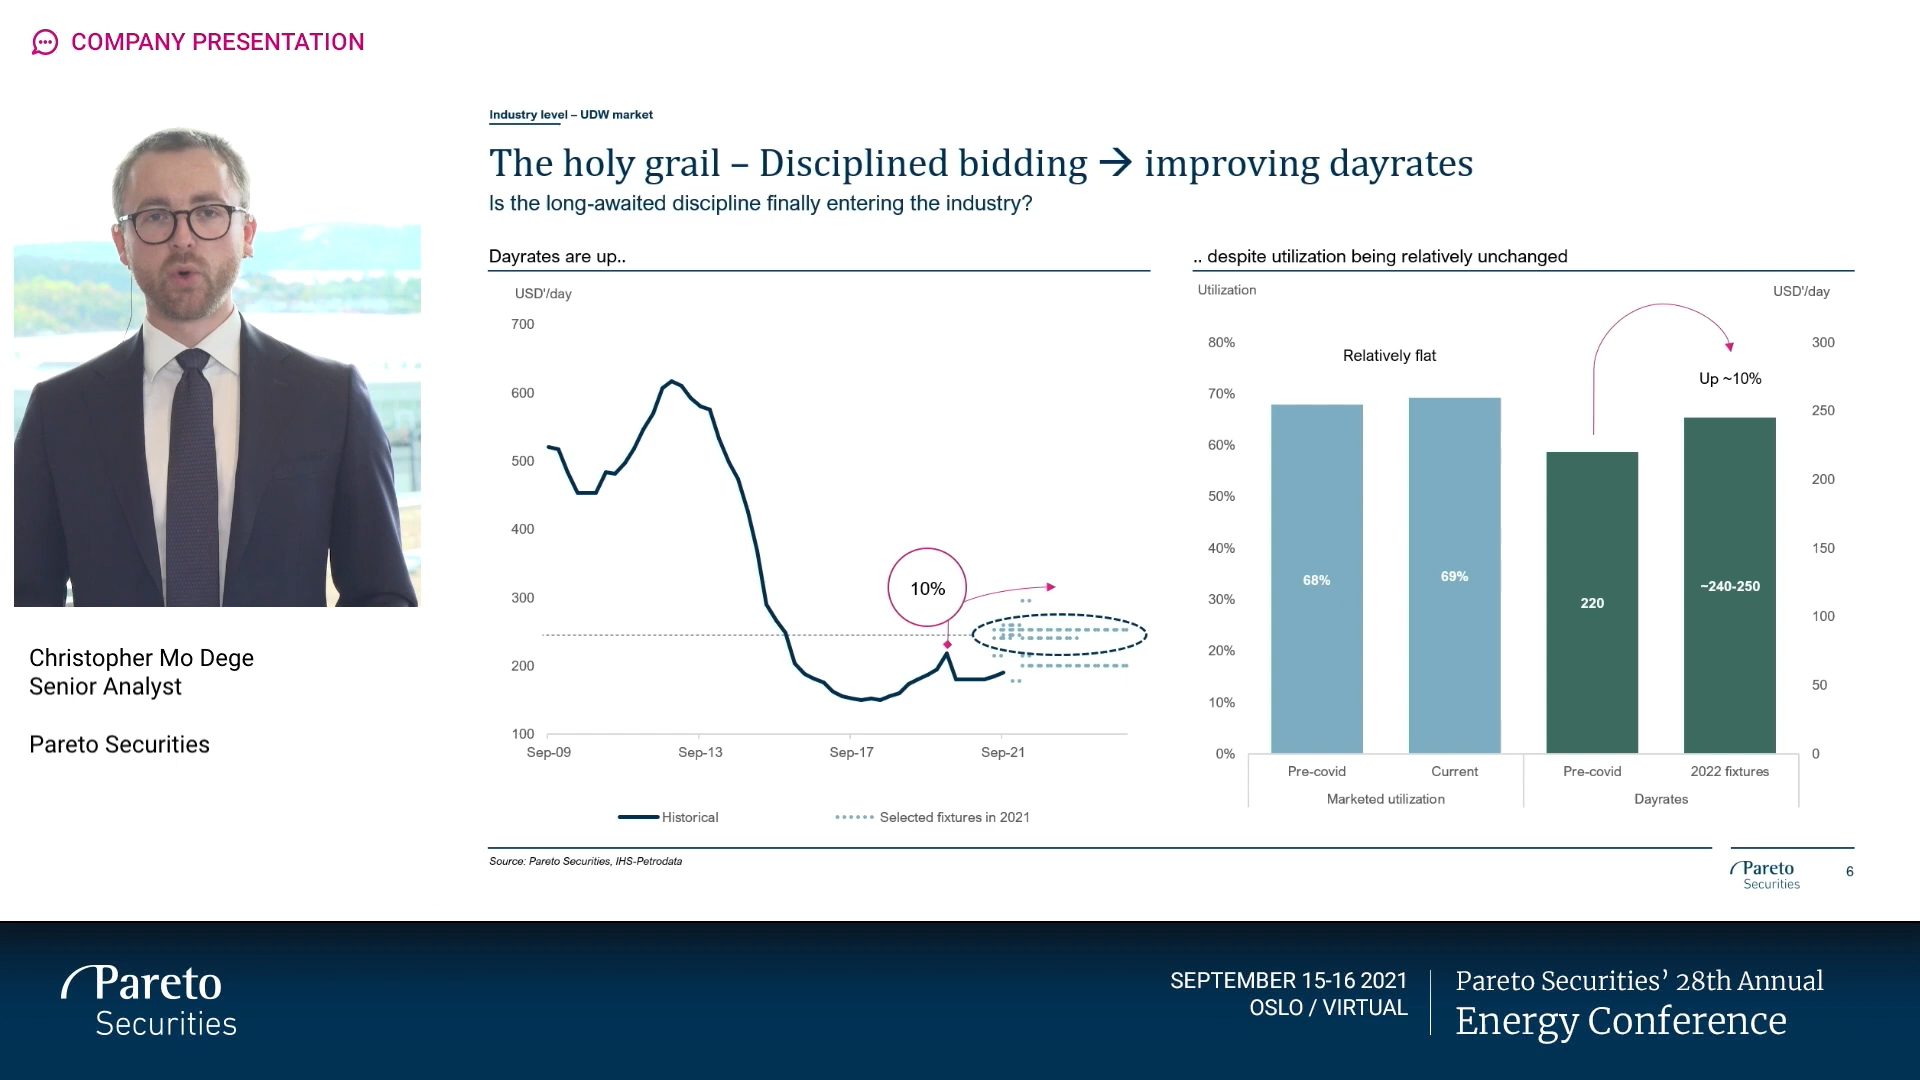 COMPANY PRESENTATION
Industry level – UDW market
The holy grail – Disciplined bidding → improving dayrates
Is the long-awaited discipline finally entering the industry?
Dayrates are up..
USD'/day
700
600
500
400
300
200
100
10%
Sep-09
Sep-13
Sep-17
Sep-21
Historical
Selected fixtures in 2021
.. despite utilization being relatively unchanged
Utilization
USD'/day
80%
70%
60%
50%
40%
30%
20%
10%
0%
Relatively flat
Up ~10%
68%
69%
220
~240-250
300
250
200
150
100
50
0
Pre-covid
Current
Pre-covid
2022 fixtures
Marketed utilization
Dayrates
Source: Pareto Securities, IHS-Petrodata
Pareto
Securities
6
Christopher Mo Dege
Senior Analyst
Pareto Securities
Pareto
Securities
SEPTEMBER 15-16 2021
OSLO / VIRTUAL
Pareto Securities’ 28th Annual
Energy Conference